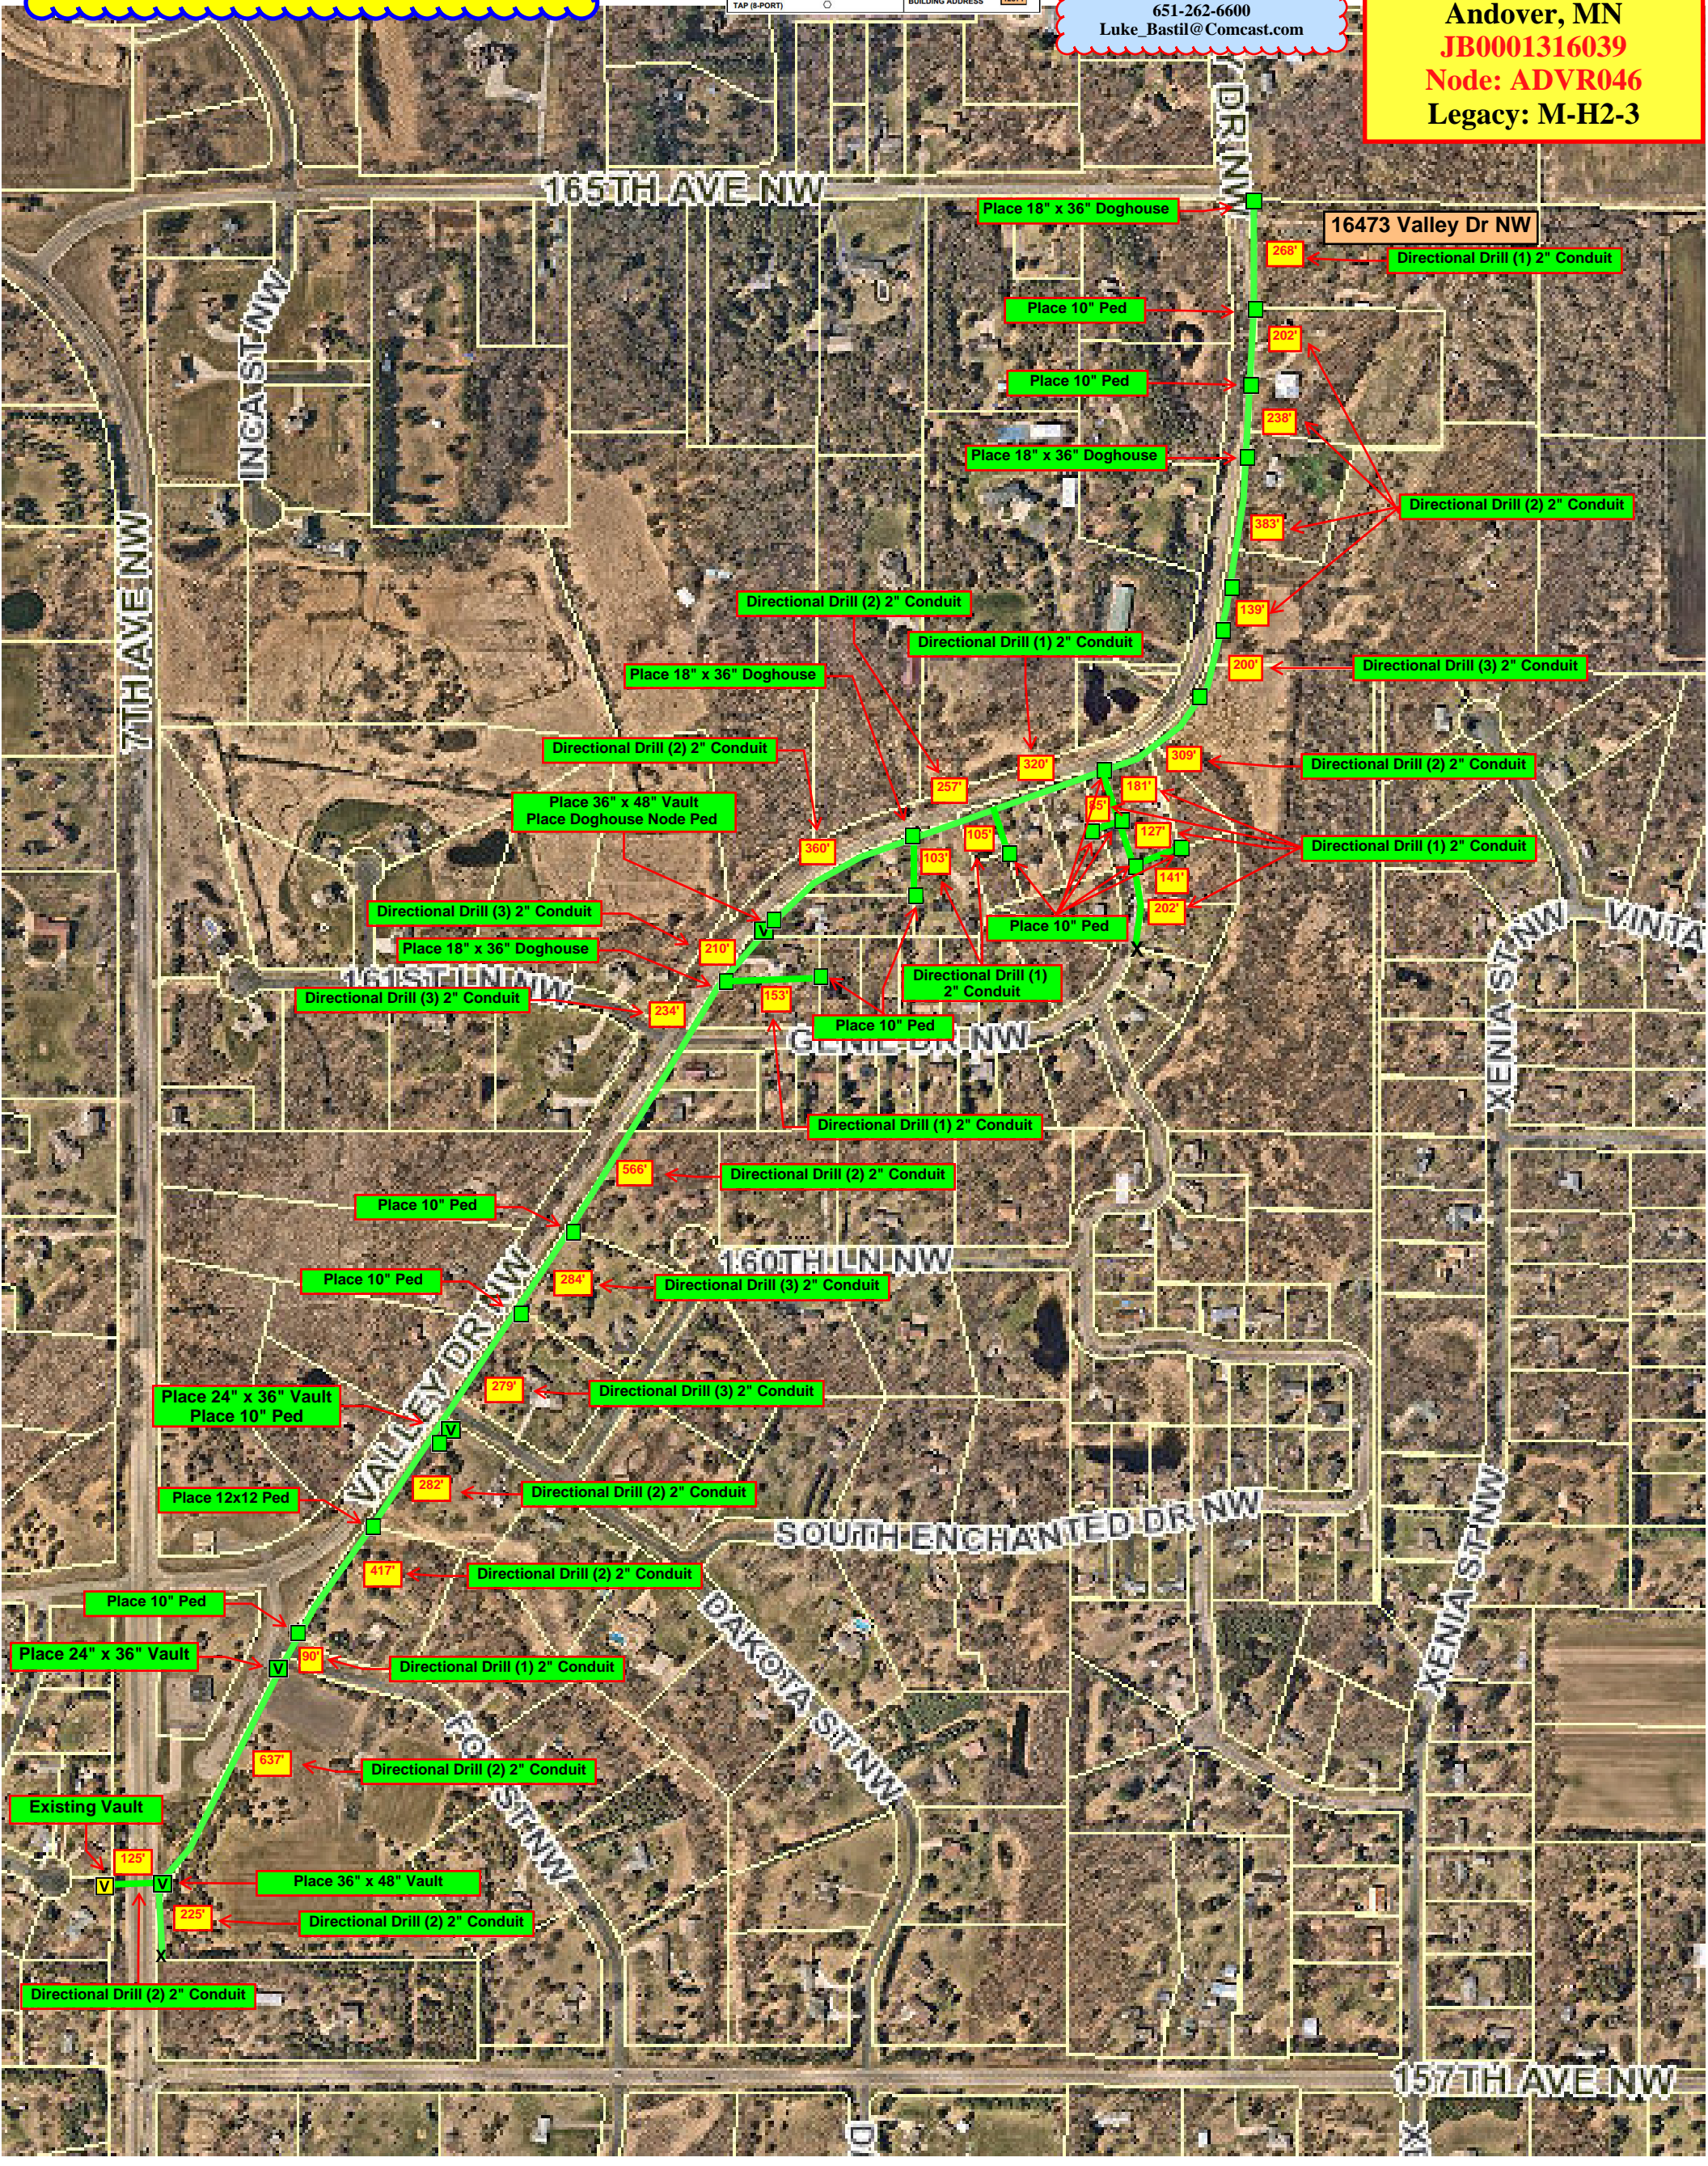 TAP (8-PORT)
BUILDING ADDRESS
651-262-6600
Luke_Bastil@Comcast.com
Andover, MN
JB0001316039
Node: ADVR046
Legacy: M-H2-3
Y DR NW
165TH AVE NW
Place 18" x 36" Doghouse
16473 Valley Dr NW
268'
Directional Drill (1) 2" Conduit
INCA ST NW
Place 10" Ped
202'
Place 10" Ped
238'
Place 18" x 36" Doghouse
Directional Drill (2) 2" Conduit
383'
7TH AVE NW
Directional Drill (2) 2" Conduit
139'
Directional Drill (1) 2" Conduit
200'
Directional Drill (3) 2" Conduit
Place 18" x 36" Doghouse
Directional Drill (2) 2" Conduit
320'
309'
Directional Drill (2) 2" Conduit
257'
181'
Place 36" x 48" Vault
Place Doghouse Node Ped
85'
105'
127'
360'
103'
Directional Drill (1) 2" Conduit
141'
Directional Drill (3) 2" Conduit
202'
Place 10" Ped
V
X
XENIA ST NW
VINTA
Place 18" x 36" Doghouse
210'
161ST LN NW
Directional Drill (1)
2" Conduit
Directional Drill (3) 2" Conduit
153'
234'
Place 10" Ped
GENIE DR NW
Directional Drill (1) 2" Conduit
566'
Directional Drill (2) 2" Conduit
Place 10" Ped
160TH LN NW
Place 10" Ped
284'
Directional Drill (3) 2" Conduit
VALLEY DR NW
279'
Directional Drill (3) 2" Conduit
Place 24" x 36" Vault
Place 10" Ped
V
282'
Directional Drill (2) 2" Conduit
Place 12x12 Ped
SOUTH ENCHANTED DR NW
XENIA ST NW
417'
Directional Drill (2) 2" Conduit
Place 10" Ped
DAKOTA ST NW
Place 24" x 36" Vault
V
90'
Directional Drill (1) 2" Conduit
FOX ST NW
637'
Directional Drill (2) 2" Conduit
Existing Vault
125'
V
V
Place 36" x 48" Vault
225'
Directional Drill (2) 2" Conduit
X
Directional Drill (2) 2" Conduit
157TH AVE NW